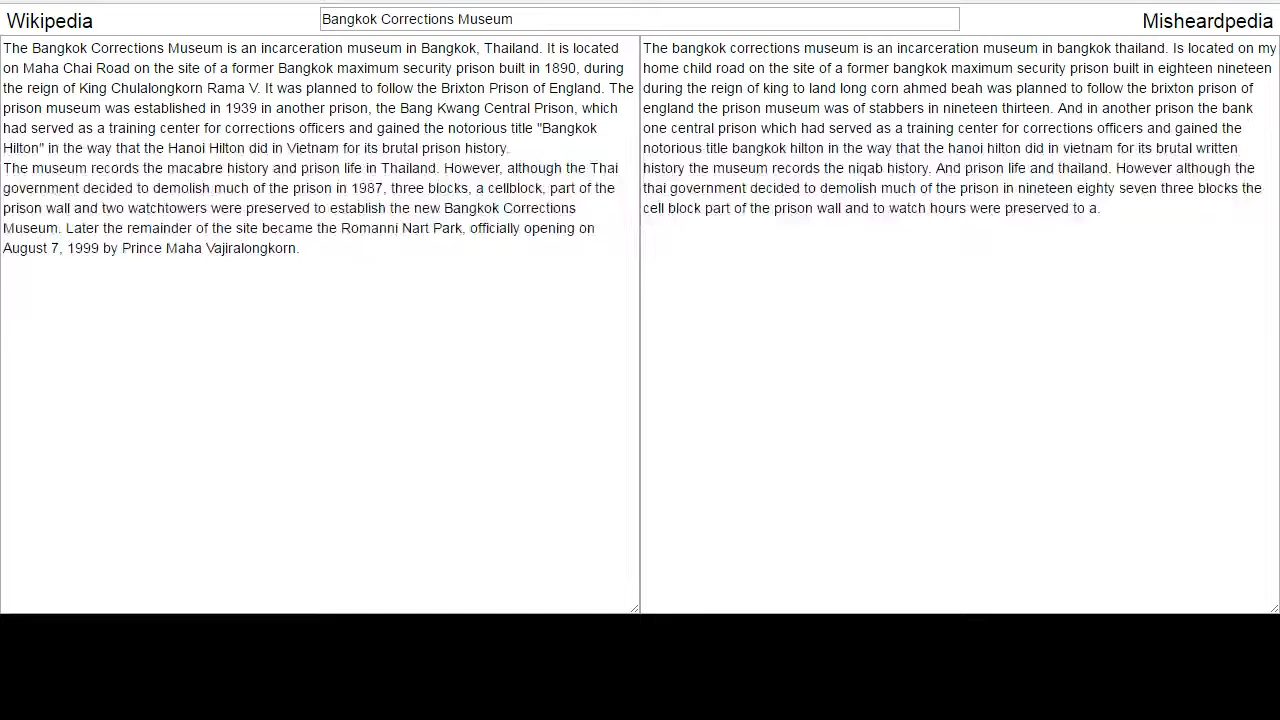 Wikipedia
Bangkok Corrections Museum
Misheardpedia
The Bangkok Corrections Museum is an incarceration museum in Bangkok, Thailand. It is located
on Maha Chai Road on the site of a former Bangkok maximum security prison built in 1890, during
the reign of King Chulalongkorn Rama V. It was planned to follow the Brixton Prison of England. The
prison museum was established in 1939 in another prison, the Bang Kwang Central Prison, which
had served as a training center for corrections officers and gained the notorious title "Bangkok
Hilton" in the way that the Hanoi Hilton did in Vietnam for its brutal prison history.
The museum records the macabre history and prison life in Thailand. However, although the Thai
government decided to demolish much of the prison in 1987, three blocks, a cellblock, part of the
prison wall and two watchtowers were preserved to establish the new Bangkok Corrections
Museum. Later the remainder of the site became the Romanni Nart Park, officially opening on
August 7, 1999 by Prince Maha Vajiralongkorn.
The bangkok corrections museum is an incarceration museum in bangkok thailand. Is located on my
home child road on the site of a former bangkok maximum security prison built in eighteen nineteen
during the reign of king to land long corn ahmed beah was planned to follow the brixton prison of
england the prison museum was of stabbers in nineteen thirteen. And in another prison the bank
one central prison which had served as a training center for corrections officers and gained the
notorious title bangkok hilton in the way that the hanoi hilton did in vietnam for its brutal written
history the museum records the niqab history. And prison life and thailand. However although the
thai government decided to demolish much of the prison in nineteen eighty seven three blocks the
cell block part of the prison wall and to watch hours were preserved to a.